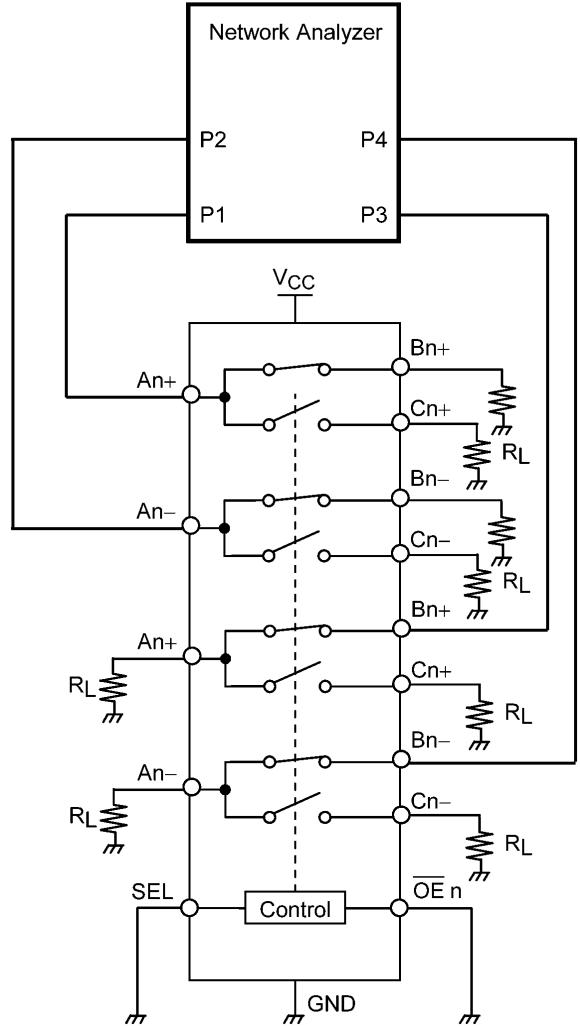 Network Analyzer
P2 P4
P1 P3
VCC
Bn+
An+
Cn+
RL
Bn−
An−
Cn−
RL
Bn+
An+
Cn+
RL
RL
Bn−
An−
Cn−
RL
RL
SEL
Control
OE n
GND